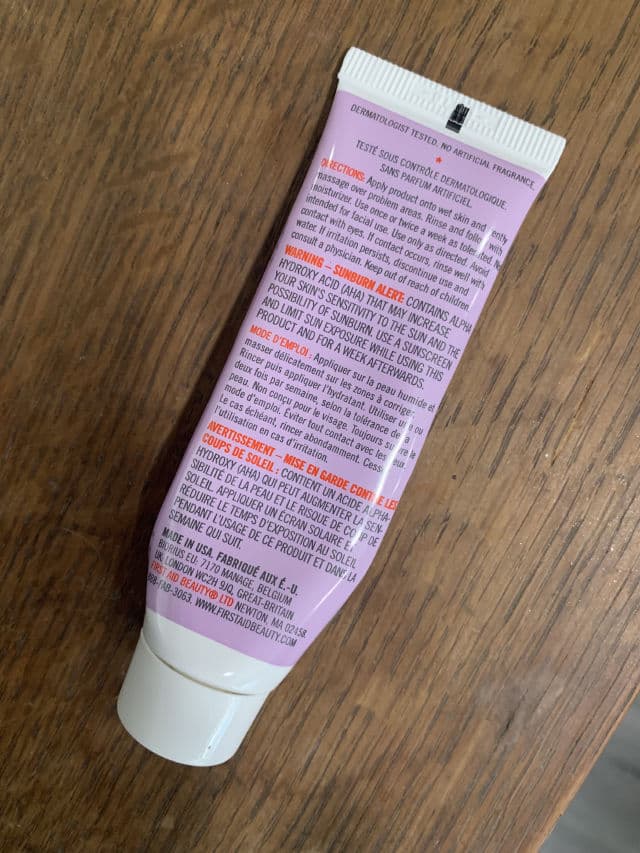 DERMATOLOGIST TESTED. NO ARTIFICIAL FRAGRANCE.
TESTÉ SOUS CONTRÔLE DERMATOLOGIQUE.
SANS PARFUM ARTIFICIEL.
DIRECTIONS: Apply product onto wet skin and gently
massage over problem areas. Rinse and follow with
moisturizer. Use once or twice a week as tolerated. Not
intended for facial use. Use only as directed. Avoid
contact with eyes. If contact occurs, rinse well with
water. If irritation persists, discontinue use and
consult a physician. Keep out of reach of children.
WARNING – SUNBURN ALERT: CONTAINS ALPHA
HYDROXY ACID (AHA) THAT MAY INCREASE
YOUR SKIN'S SENSITIVITY TO THE SUN AND THE
POSSIBILITY OF SUNBURN. USE A SUNSCREEN
AND LIMIT SUN EXPOSURE WHILE USING THIS
PRODUCT AND FOR A WEEK AFTERWARDS.
MODE D'EMPLOI : Appliquer sur la peau humide et
masser délicatement sur les zones à corriger.
Rincer puis appliquer l'hydratant. Utiliser une ou
deux fois par semaine, selon la tolérance de la
peau. Non conçu pour le visage. Toujours suivre le
mode d'emploi. Éviter tout contact avec les yeux.
Le cas échéant, rincer abondamment. Cesser
l'utilisation en cas d'irritation.
AVERTISSEMENT – MISE EN GARDE CONTRE LES
COUPS DE SOLEIL : CONTIENT UN ACIDE ALPHA-
HYDROXY (AHA) QUI PEUT AUGMENTER LA SEN-
SIBILITÉ DE LA PEAU ET LE RISQUE DE COUP DE
SOLEIL. APPLIQUER UN ÉCRAN SOLAIRE ET
RÉDUIRE LE TEMPS D'EXPOSITION AU SOLEIL
PENDANT L'USAGE DE CE PRODUIT ET DANS LA
SEMAINE QUI SUIT.
MADE IN USA. FABRIQUÉ AUX É.-U.
EU: 7170 MANAGE, BELGIUM
UK: LONDON WC2H 9JQ, GREAT-BRITAIN
FIRST AID BEAUTY® LTD NEWTON, MA 02458
-FAB-3063. WWW.FIRSTAIDBEAUTY.COM